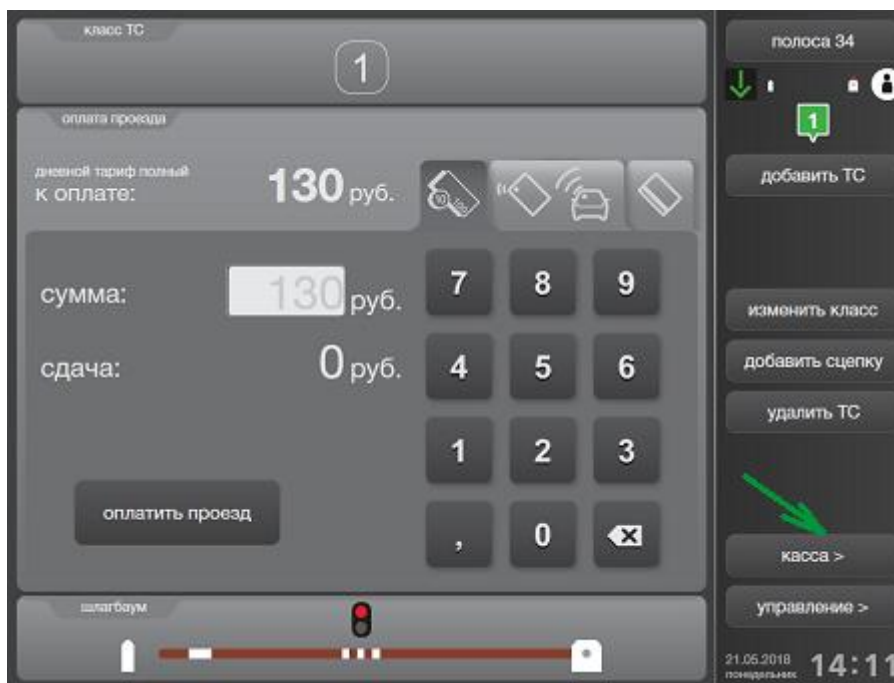 класс ТС
1
полоса 34
1
оплата проезда
дневной тариф полный
к оплате: 130 руб.
добавить ТС
сумма: 130 руб.
сдача: 0 руб.
7 8 9
4 5 6
1 2 3
, 0
оплатить проезд
изменить класс
добавить сцепку
удалить ТС
касса >
управление >
шлагбаум
21.05.2018
понедельник
14:11